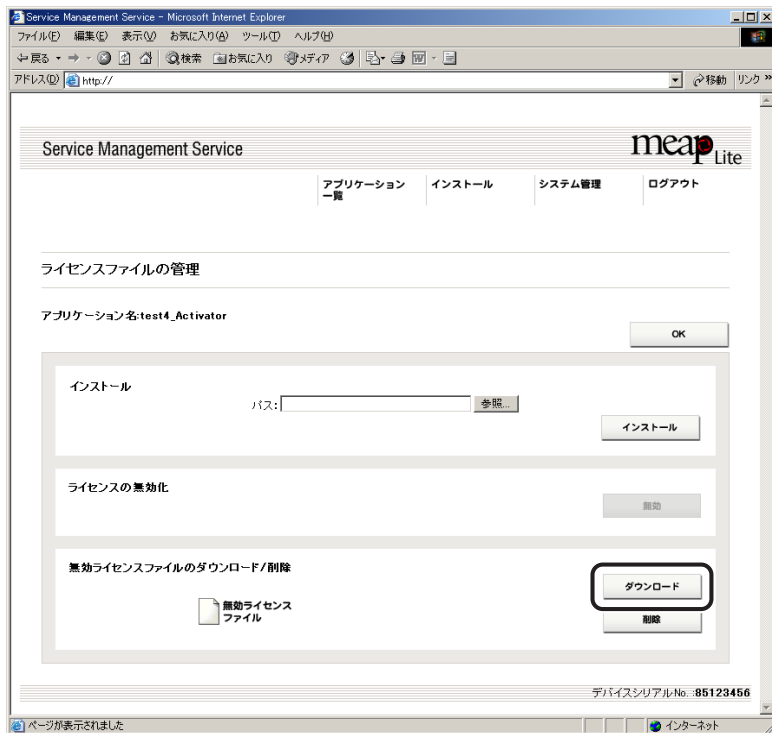 Service Management Service - Microsoft Internet Explorer
ファイル(F) 編集(E) 表示(V) お気に入り(A) ツール(T) ヘルプ(H)
戻る 検索 お気に入り メディア
アドレス(D) http:// 移動 リンク »
Service Management Service
meap Lite
アプリケーション
一覧
インストール
システム管理
ログアウト
ライセンスファイルの管理
アプリケーション名:test4_Activator
OK
インストール
パス: 参照...
インストール
ライセンスの無効化
無効
無効ライセンスファイルのダウンロード/削除
ダウンロード
無効ライセンス
ファイル
削除
デバイスシリアル No. :85123456
ページが表示されました インターネット